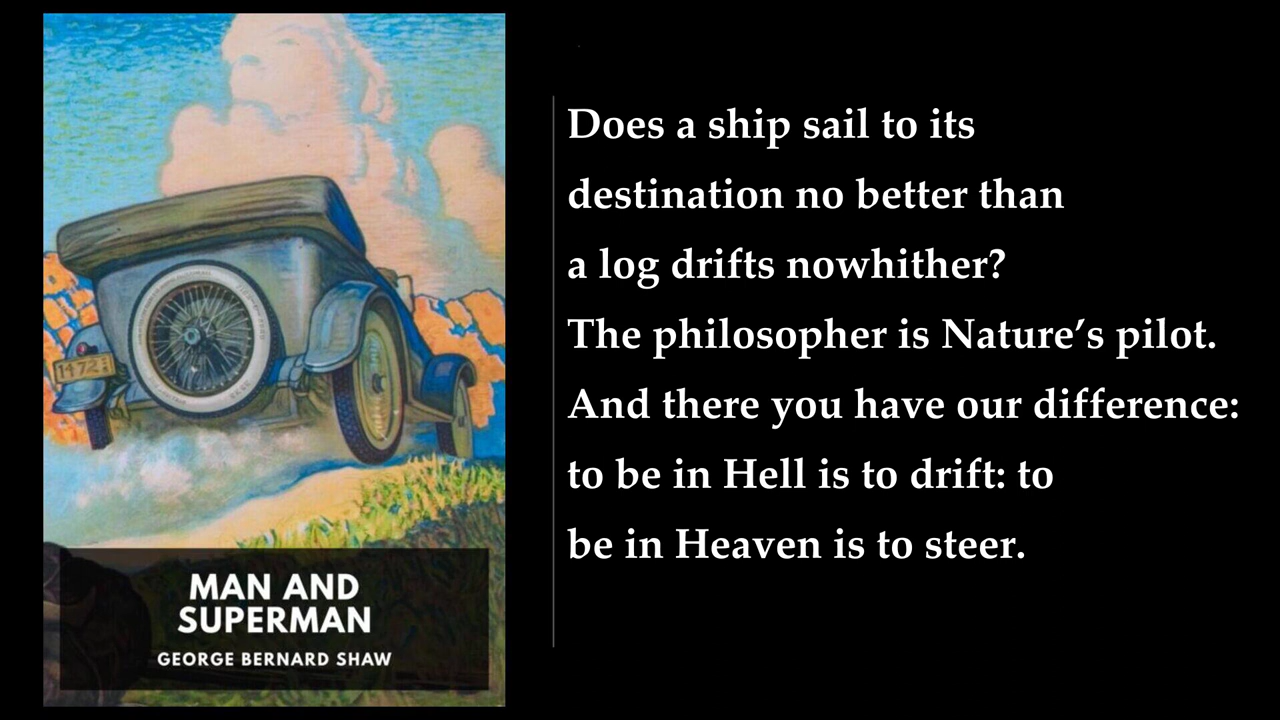 MAN AND
SUPERMAN
GEORGE BERNARD SHAW
1472
Does a ship sail to its
destination no better than
a log drifts nowhither?
The philosopher is Nature’s pilot.
And there you have our difference:
to be in Hell is to drift: to
be in Heaven is to steer.